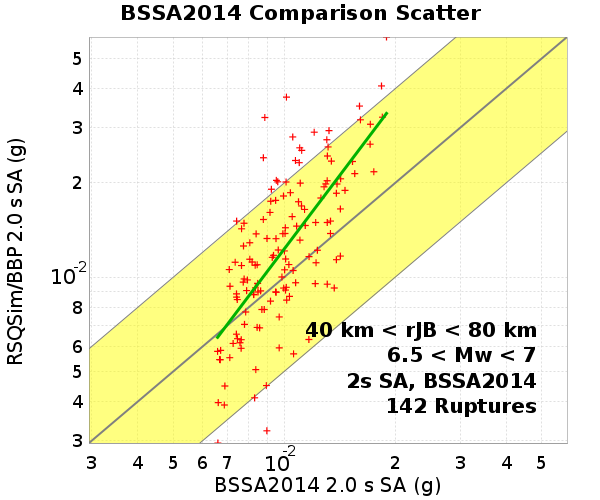 BSSA2014 Comparison Scatter
RSQSim/BBP 2.0 s SA (g)
5
4
3
2
10-2
8
6
5
4
3
40 km < rJB < 80 km
6.5 < Mw < 7
2s SA, BSSA2014
142 Ruptures
3 4 5 6 7 10-2 2 3 4 5
BSSA2014 2.0 s SA (g)